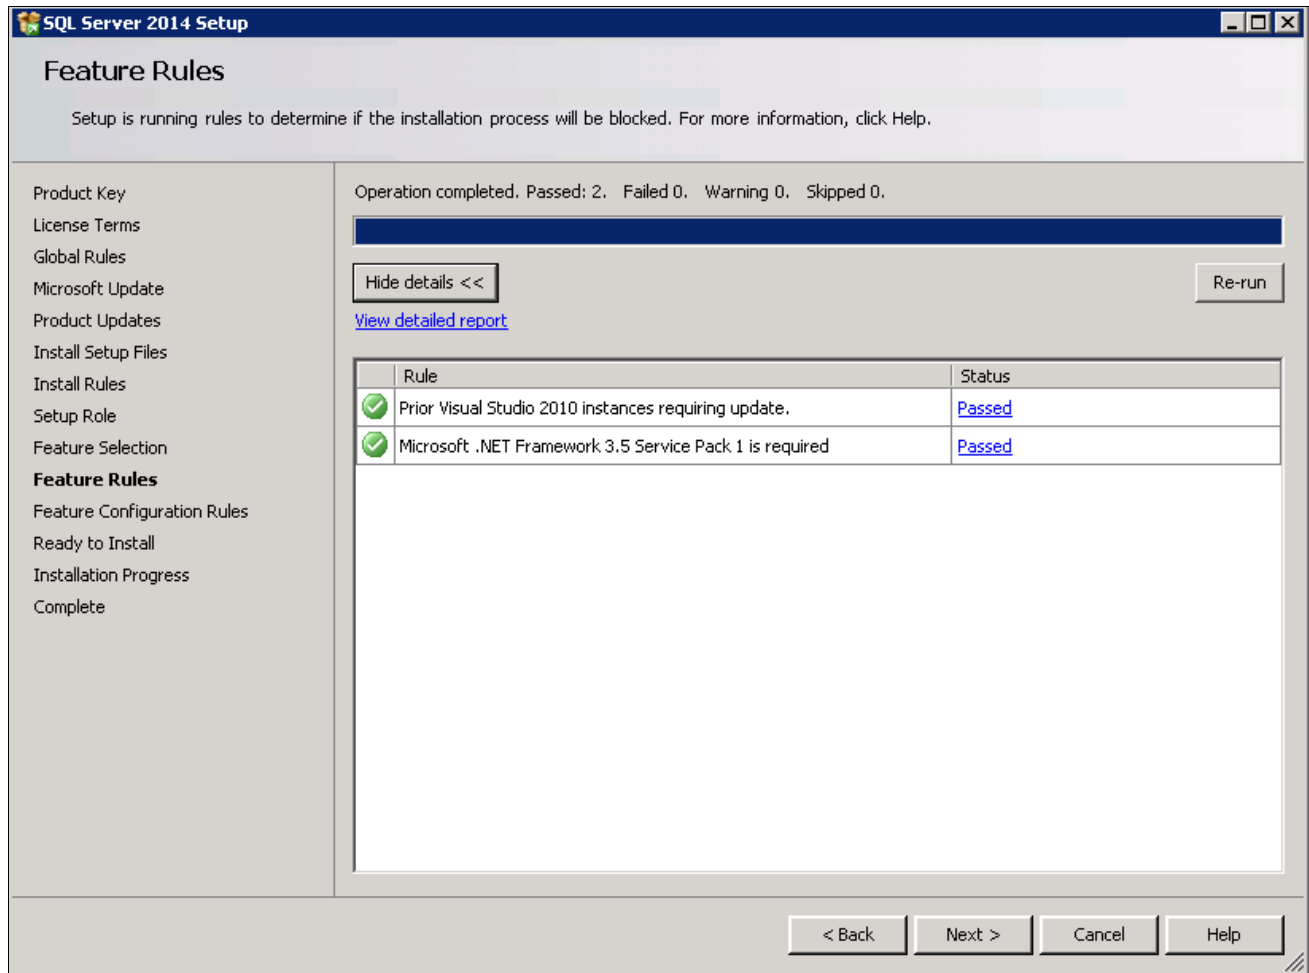 SQL Server 2014 Setup
Feature Rules
Setup is running rules to determine if the installation process will be blocked. For more information, click Help.
Product Key
License Terms
Global Rules
Microsoft Update
Product Updates
Install Setup Files
Install Rules
Setup Role
Feature Selection
Feature Rules
Feature Configuration Rules
Ready to Install
Installation Progress
Complete
Operation completed. Passed: 2. Failed 0. Warning 0. Skipped 0.
Hide details <<
Re-run
View detailed report
Rule Status
Prior Visual Studio 2010 instances requiring update. Passed
Microsoft .NET Framework 3.5 Service Pack 1 is required Passed
< Back Next > Cancel Help